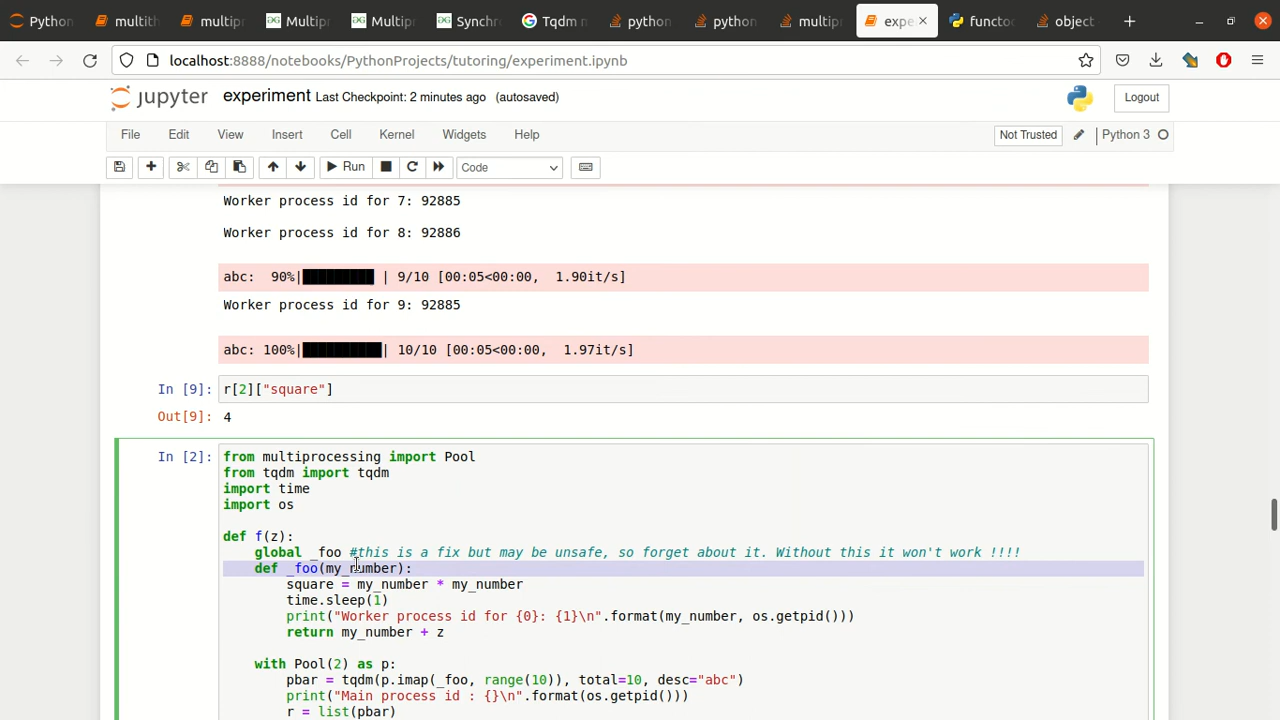 Python
multith
multipr
Multipr
Multipr
Synchro
Tqdm n
python
python
multipr
expe
functoo
object
localhost:8888/notebooks/PythonProjects/tutoring/experiment.ipynb
jupyter experiment Last Checkpoint: 2 minutes ago (autosaved)
Logout
File Edit View Insert Cell Kernel Widgets Help
Not Trusted Python 3
Run Code
Worker process id for 7: 92885
Worker process id for 8: 92886
abc:  90%|█████████ | 9/10 [00:05<00:00,  1.90it/s]
Worker process id for 9: 92885
abc: 100%|██████████| 10/10 [00:05<00:00,  1.97it/s]
In [9]: r[2]["square"]
Out[9]: 4
In [2]: from multiprocessing import Pool
from tqdm import tqdm
import time
import os
def f(z):
    global _foo #this is a fix but may be unsafe, so forget about it. Without this it won't work !!!!
    def _foo(my_number):
        square = my_number * my_number
        time.sleep(1)
        print("Worker process id for {0}: {1}\n".format(my_number, os.getpid()))
        return my_number + z
    with Pool(2) as p:
        pbar = tqdm(p.imap(_foo, range(10)), total=10, desc="abc")
        print("Main process id : {}\n".format(os.getpid()))
        r = list(pbar)